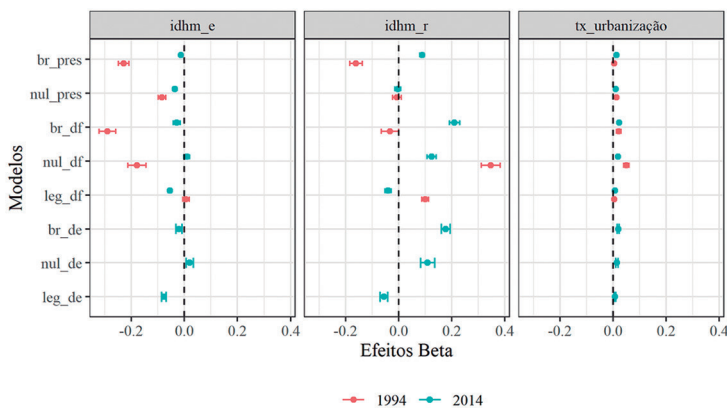 idhm_e idhm_r tx_urbanização
Modelos
br_pres
nul_pres
br_df
nul_df
leg_df
br_de
nul_de
leg_de
-0.2 0.0 0.2 0.4 -0.2 0.0 0.2 0.4 -0.2 0.0 0.2 0.4
Efeitos Beta
1994 2014